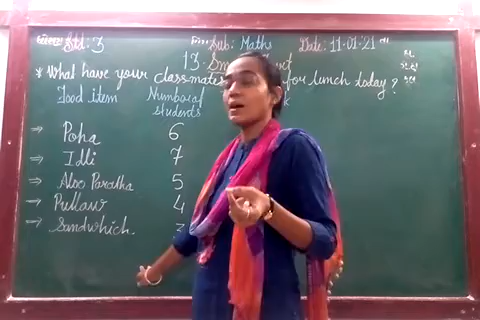 Std: 3 Sub: Maths Date: 11-01-21
13. Sm
* What have your classmates for lunch today?
Food item Number of students
⇒ Poha 6
⇒ Idli 7
⇒ Aloo Paratha 5
⇒ Pullaw 4
⇒ Sandwhich.